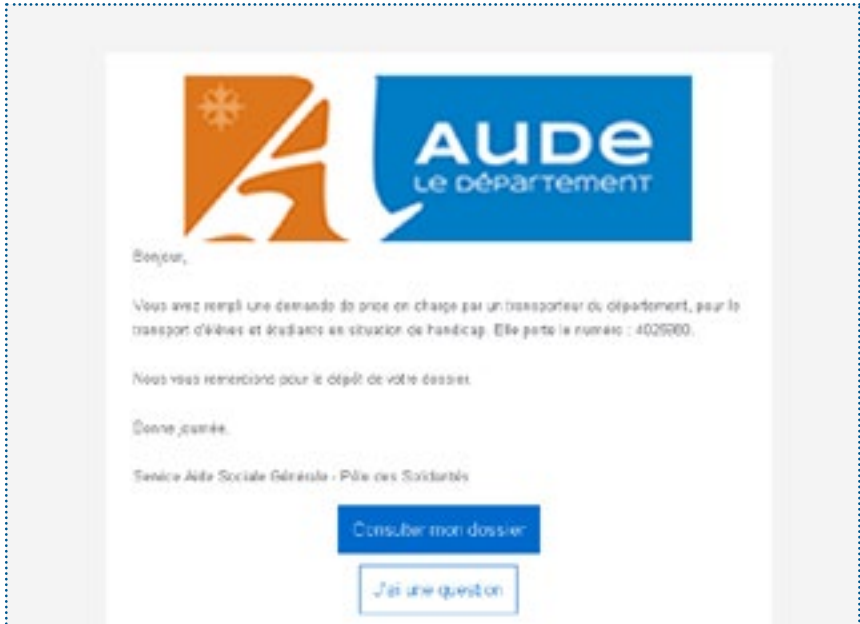 AUDE
Le DÉPARTEMENT
Bonjour,
Vous avez rempli une demande de prise en charge par un transporteur du département, pour le
transport d'élèves et étudiants en situation de handicap. Elle porte le numéro :
Nous vous remercions pour le dépôt de votre dossier.
Bonne journée.
Service Aide Sociale Générale - Pôle des Solidarités
Consulter mon dossier
J'ai une question